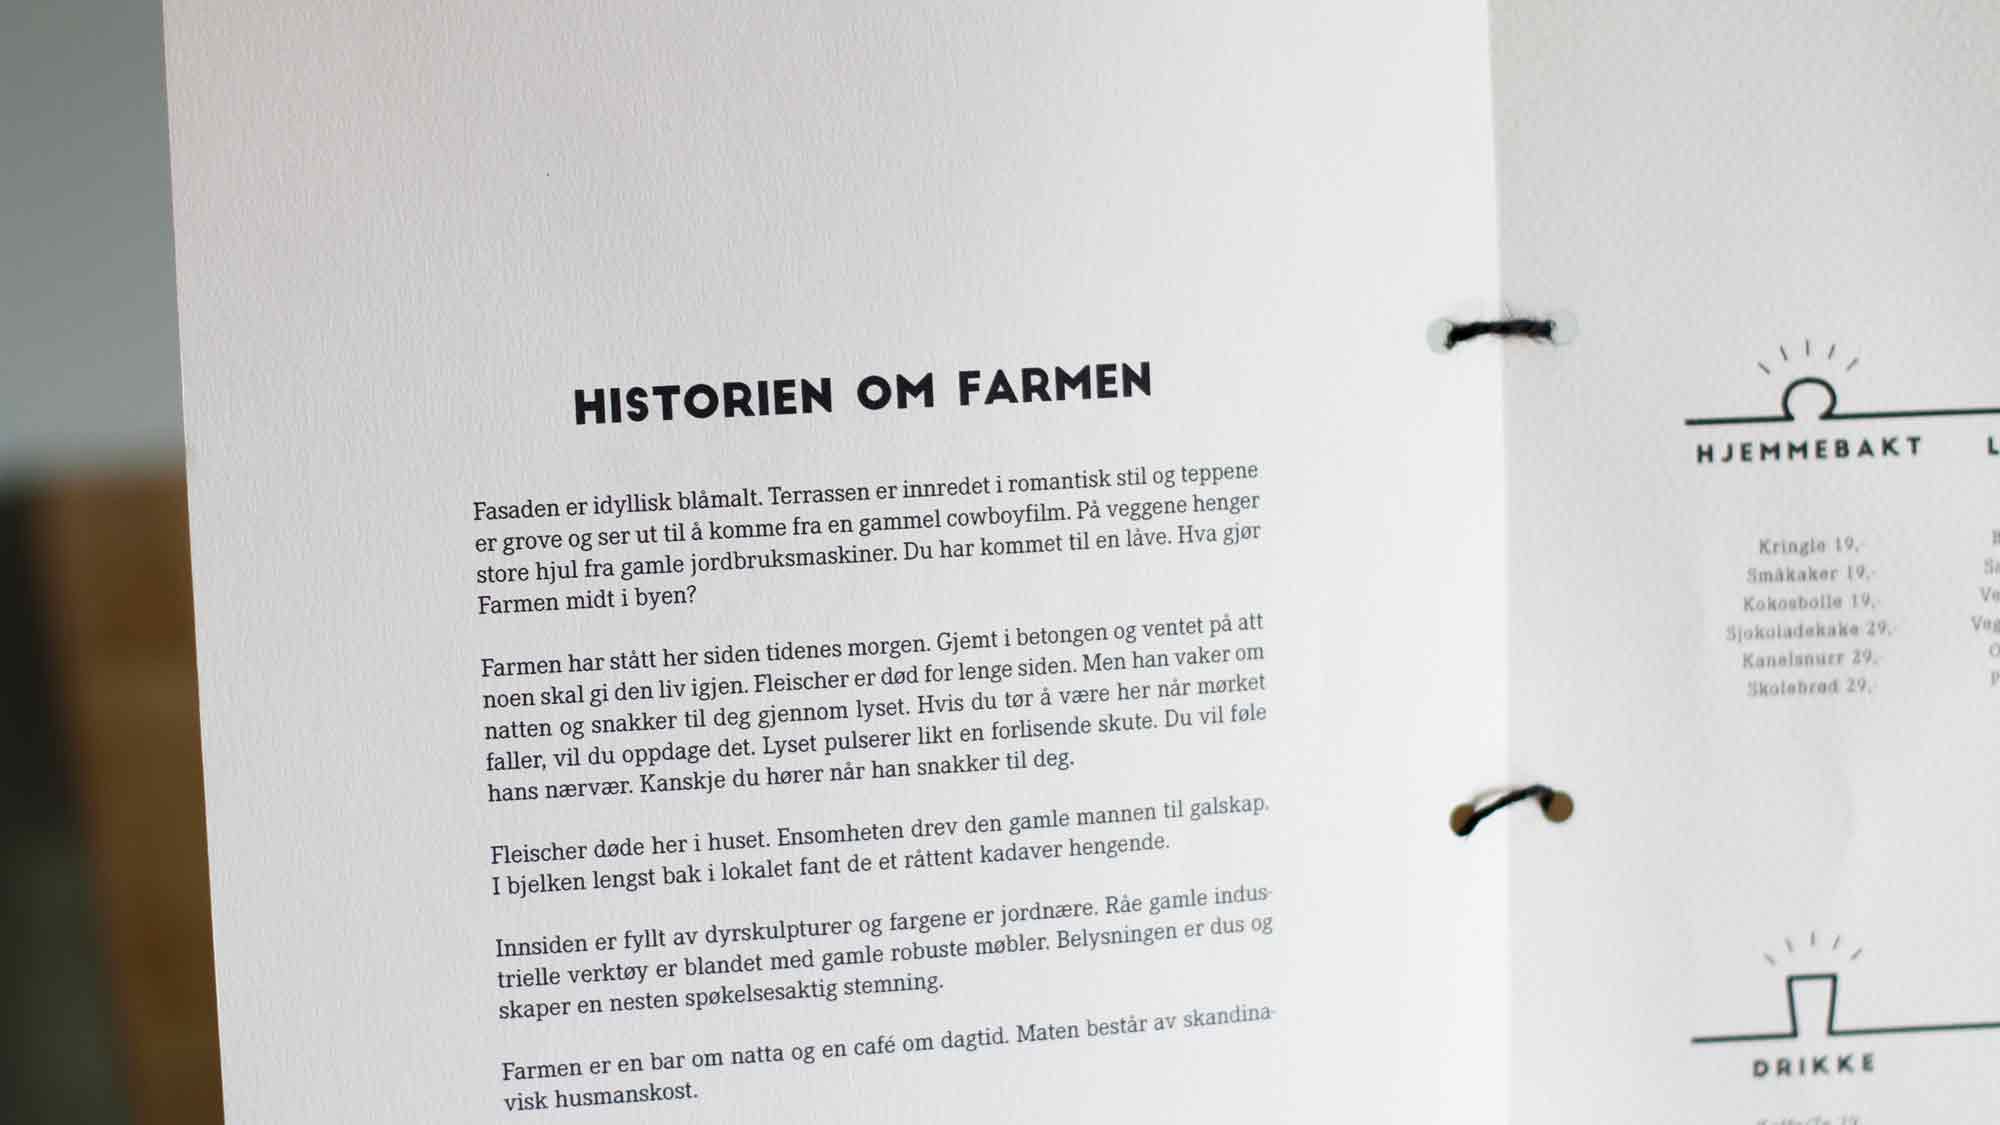 HISTORIEN OM FARMEN
Fasaden er idyllisk blåmalt. Terrassen er innredet i romantisk stil og teppene
er grove og ser ut til å komme fra en gammel cowboyfilm. På veggene henger
store hjul fra gamle jordbruksmaskiner. Du har kommet til en låve. Hva gjør
Farmen midt i byen?
Farmen har stått her siden tidenes morgen. Gjemt i betongen og ventet på att
noen skal gi den liv igjen. Fleischer er død for lenge siden. Men han vaker om
natten og snakker til deg gjennom lyset. Hvis du tør å være her når mørket
faller, vil du oppdage det. Lyset pulserer likt en forlisende skute. Du vil føle
hans nærvær. Kanskje du hører når han snakker til deg.
Fleischer døde her i huset. Ensomheten drev den gamle mannen til galskap.
I bjelken lengst bak i lokalet fant de et råttent kadaver hengende.
Innsiden er fyllt av dyrskulpturer og fargene er jordnære. Råe gamle indus-
trielle verktøy er blandet med gamle robuste møbler. Belysningen er dus og
skaper en nesten spøkelsesaktig stemning.
Farmen er en bar om natta og en café om dagtid. Maten består av skandina-
visk husmanskost.
HJEMMEBAKT
Kringle 19,-
Småkaker 19,-
Kokosbolle 19,-
Sjokoladekake 29,-
Kanelsnurr 29,-
Skolebrød 29,-
DRIKKE